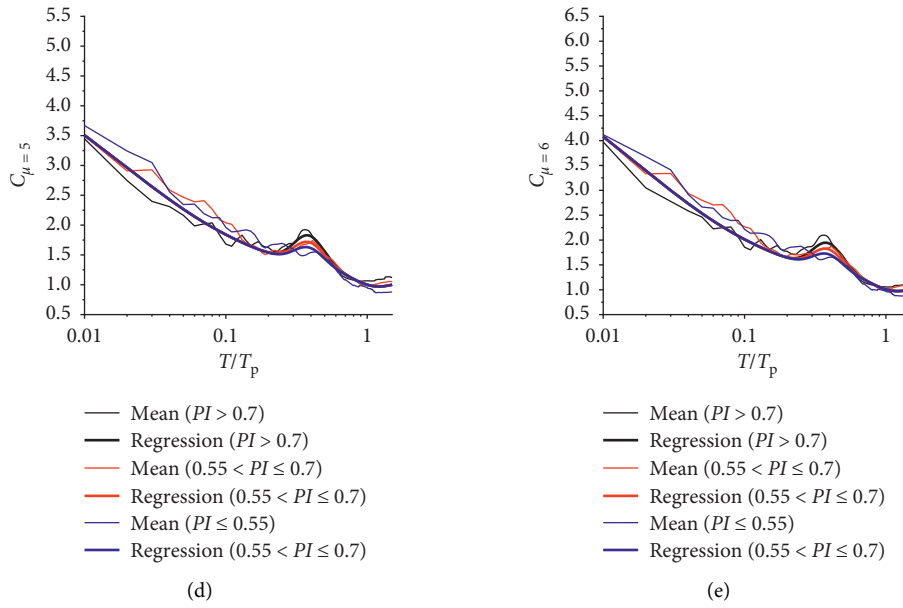 5.5
5.0
4.5
4.0
3.5
3.0
2.5
2.0
1.5
1.0
0.5
Cμ = 5
0.01 0.1 1
T/Tp
Mean (PI > 0.7)
Regression (PI > 0.7)
Mean (0.55 < PI ≤ 0.7)
Regression (0.55 < PI ≤ 0.7)
Mean (PI ≤ 0.55)
Regression (0.55 < PI ≤ 0.7)
(d)
6.5
6.0
5.5
5.0
4.5
4.0
3.5
3.0
2.5
2.0
1.5
1.0
0.5
Cμ = 6
0.01 0.1 1
T/Tp
Mean (PI > 0.7)
Regression (PI > 0.7)
Mean (0.55 < PI ≤ 0.7)
Regression (0.55 < PI ≤ 0.7)
Mean (PI ≤ 0.55)
Regression (0.55 < PI ≤ 0.7)
(e)